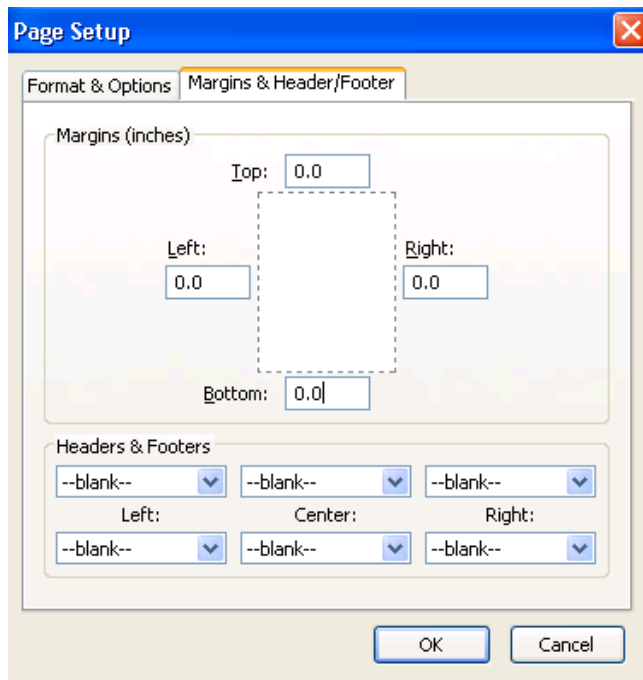 Page Setup
Format & Options Margins & Header/Footer
Margins (inches)
Top: 0.0
Left: Right:
0.0 0.0
Bottom: 0.0
Headers & Footers
--blank-- --blank-- --blank--
Left: Center: Right:
--blank-- --blank-- --blank--
OK Cancel